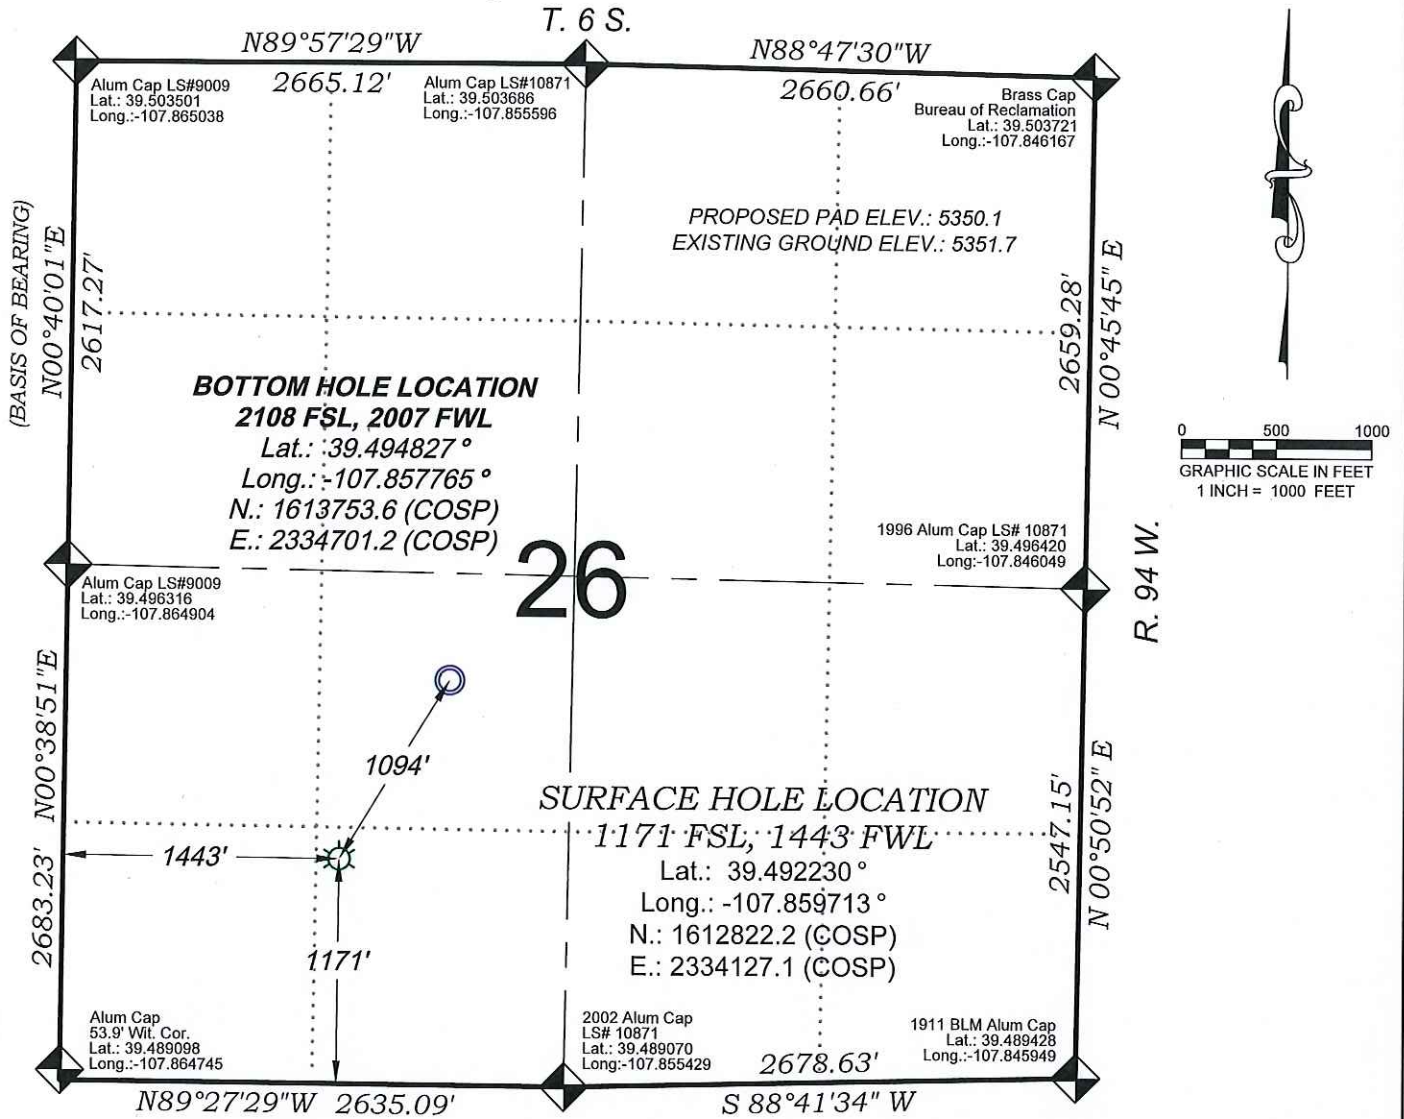 T. 6 S.
N89°57'29"W
2665.12'
N88°47'30"W
2660.66'
Alum Cap LS#9009
Lat.: 39.503501
Long.:-107.865038
Alum Cap LS#10871
Lat.: 39.503686
Long.:-107.855596
Brass Cap
Bureau of Reclamation
Lat.: 39.503721
Long.:-107.846167
PROPOSED PAD ELEV.: 5350.1
EXISTING GROUND ELEV.: 5351.7
(BASIS OF BEARING)
N00°40'01"E
2617.27'
2659.28'
N 00°45'45" E
BOTTOM HOLE LOCATION
2108 FSL, 2007 FWL
Lat.: 39.494827°
Long.: -107.857765°
N.: 1613753.6 (COSP)
E.: 2334701.2 (COSP)
0 500 1000
GRAPHIC SCALE IN FEET
1 INCH = 1000 FEET
1996 Alum Cap LS# 10871
Lat.: 39.496420
Long:-107.846049
26
R. 94 W.
Alum Cap LS#9009
Lat.: 39.496316
Long.:-107.864904
N00°38'51"E
2683.23'
1094'
1443'
1171'
SURFACE HOLE LOCATION
1171 FSL, 1443 FWL
Lat.: 39.492230°
Long.: -107.859713°
N.: 1612822.2 (COSP)
E.: 2334127.1 (COSP)
2547.15'
N 00°50'52" E
Alum Cap
53.9' Wit. Cor.
Lat.: 39.489098
Long.:-107.864745
2002 Alum Cap
LS# 10871
Lat.: 39.489070
Long:-107.855429
1911 BLM Alum Cap
Lat.: 39.489428
Long.:-107.845949
2678.63'
N89°27'29"W 2635.09'
S 88°41'34" W